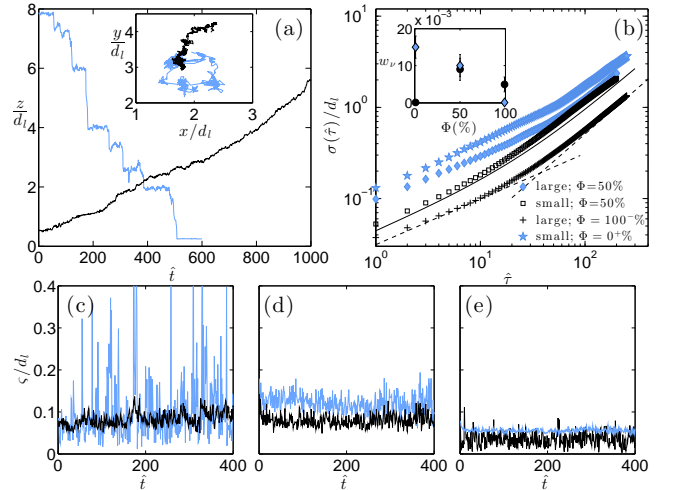 (a)
z/d_l
8
6
4
2
0
0 200 400 600 800 1000
t̂
y/d_l
4
3
2
1 2 3
x/d_l
(b)
σ(τ̂)/d_l
10^1
10^0
10^-1
10^0 10^1 10^2
τ̂
20 × 10^-3
w_ν
10
0
0 50 100
Φ(%)
large; Φ=50%
small; Φ=50%
large; Φ = 100^-%
small; Φ = 0^+%
(c) (d) (e)
ς/d_l
0.4
0.3
0.2
0.1
0
0 200 400 0 200 400 0 200 400
t̂ t̂ t̂